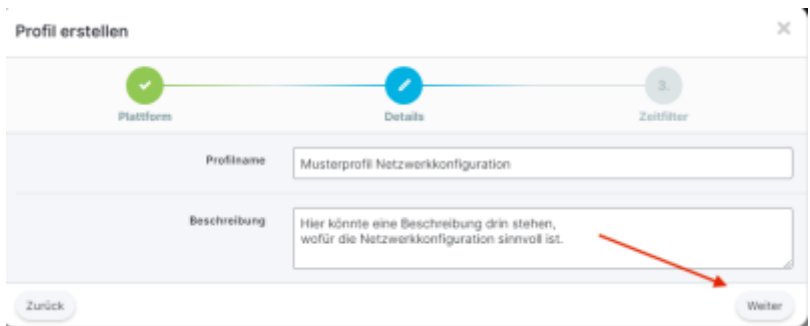 Profil erstellen
3.
Plattform
Details
Zeitfilter
Profilname
Musterprofil Netzwerkkonfiguration
Beschreibung
Hier könnte eine Beschreibung drin stehen,
wofür die Netzwerkkonfiguration sinnvoll ist.
Zurück
Weiter